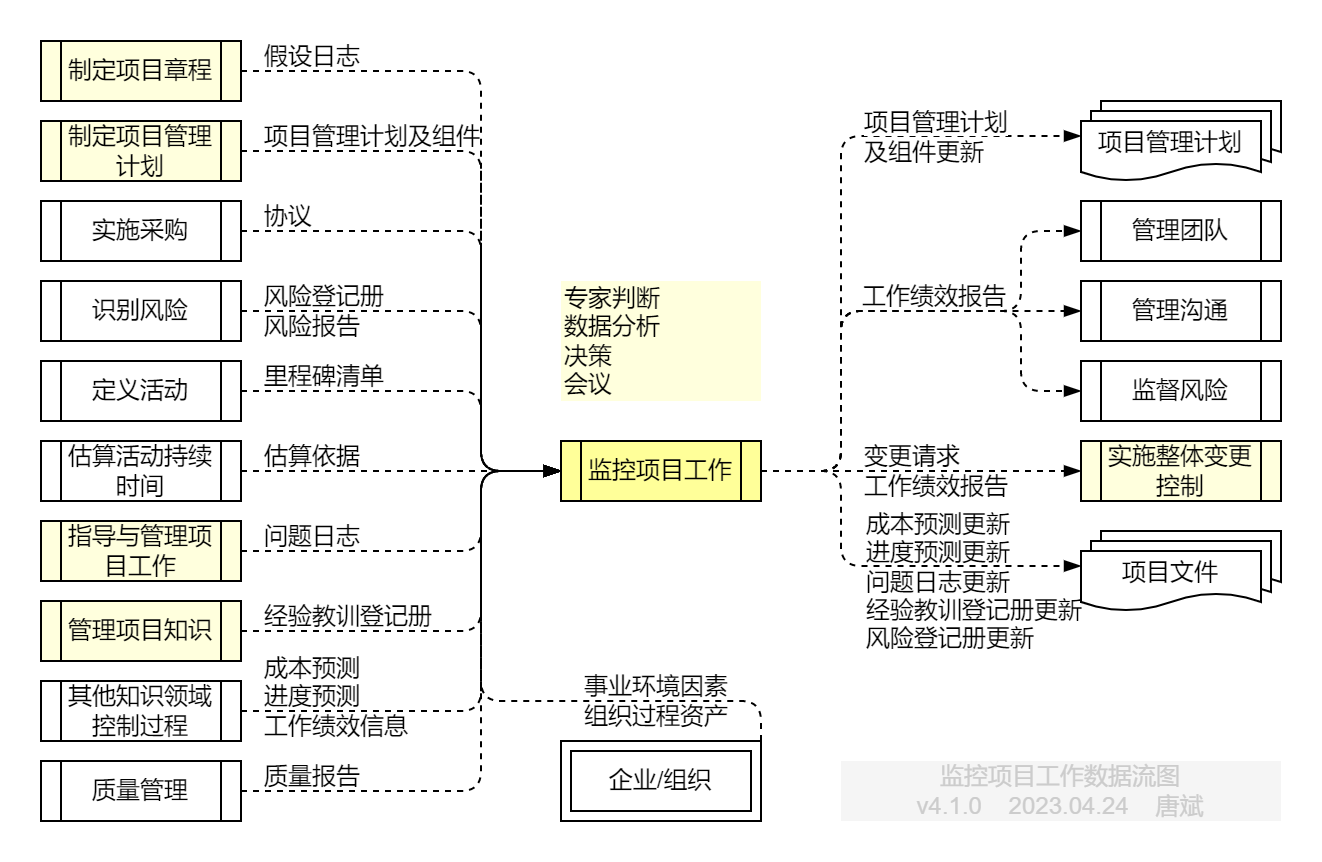 制定项目章程
假设日志
制定项目管理
计划
项目管理计划及组件
实施采购
协议
识别风险
风险登记册
风险报告
定义活动
里程碑清单
估算活动持续
时间
估算依据
指导与管理项
目工作
问题日志
管理项目知识
经验教训登记册
其他知识领域
控制过程
成本预测
进度预测
工作绩效信息
质量管理
质量报告
专家判断
数据分析
决策
会议
监控项目工作
事业环境因素
组织过程资产
企业/组织
项目管理计划
及组件更新
项目管理计划
工作绩效报告
管理团队
管理沟通
监督风险
变更请求
工作绩效报告
实施整体变更
控制
成本预测更新
进度预测更新
问题日志更新
经验教训登记册更新
风险登记册更新
项目文件
监控项目工作数据流图
v4.1.0 2023.04.24 唐斌